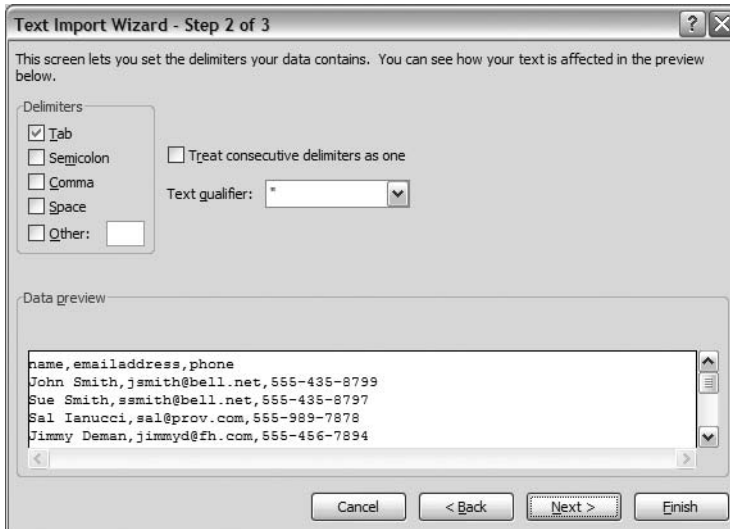 Text Import Wizard - Step 2 of 3
This screen lets you set the delimiters your data contains. You can see how your text is affected in the preview
below.
Delimiters
Tab
Semicolon
Comma
Space
Other:
Treat consecutive delimiters as one
Text qualifier: "
Data preview
name,emailaddress,phone
John Smith,jsmith@bell.net,555-435-8799
Sue Smith,ssmith@bell.net,555-435-8797
Sal Ianucci,sal@prov.com,555-989-7878
Jimmy Deman,jimmyd@fh.com,555-456-7894
Cancel < Back Next > Finish